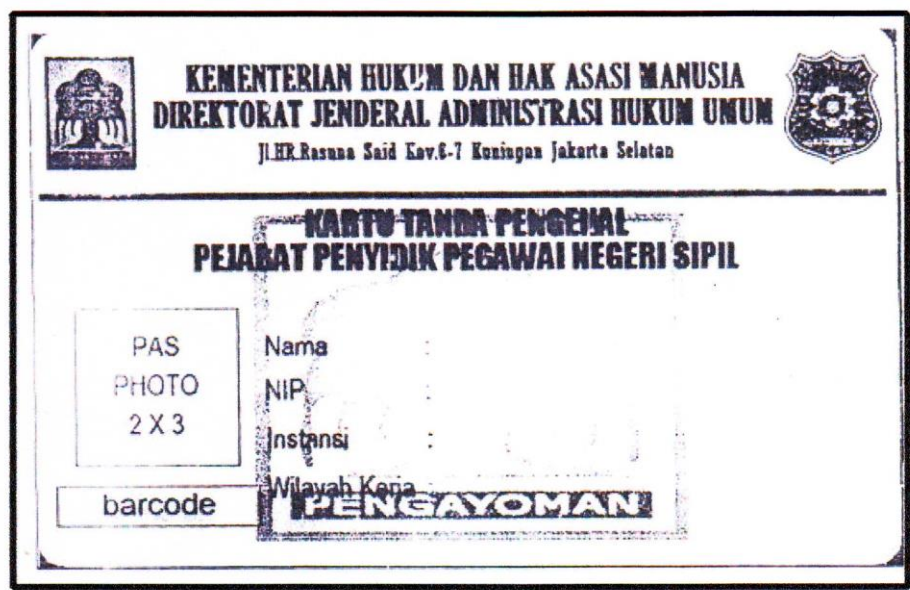 KEMENTERIAN HUKUM DAN HAK ASASI MANUSIA
DIREKTORAT JENDERAL ADMINISTRASI HUKUM UMUM
Jl.HR.Rasuna Said Kav.6-7 Kuningan Jakarta Selatan
KARTU TANDA PENGENAL
PEJABAT PENYIDIK PEGAWAI NEGERI SIPIL
PAS
PHOTO
2 X 3
Nama :
NIP :
Instansi :
Wilayah Kerja :
barcode
PENGAYOMAN